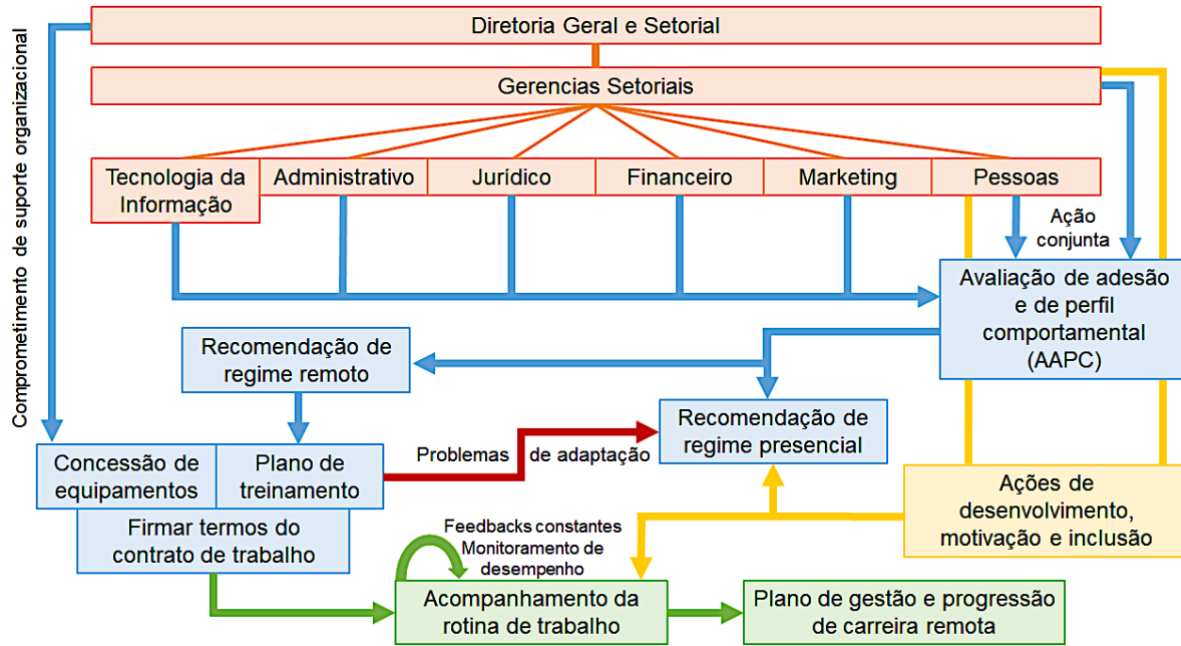 Comprometimento de suporte organizacional
Diretoria Geral e Setorial
Gerencias Setoriais
Tecnologia da
Informação
Administrativo
Jurídico
Financeiro
Marketing
Pessoas
Ação
conjunta
Avaliação de adesão
e de perfil
comportamental
(AAPC)
Recomendação de
regime remoto
Recomendação de
regime presencial
Problemas de adaptação
Concessão de
equipamentos
Plano de
treinamento
Firmar termos do
contrato de trabalho
Ações de
desenvolvimento,
motivação e inclusão
Feedbacks constantes
Monitoramento de
desempenho
Acompanhamento da
rotina de trabalho
Plano de gestão e progressão
de carreira remota